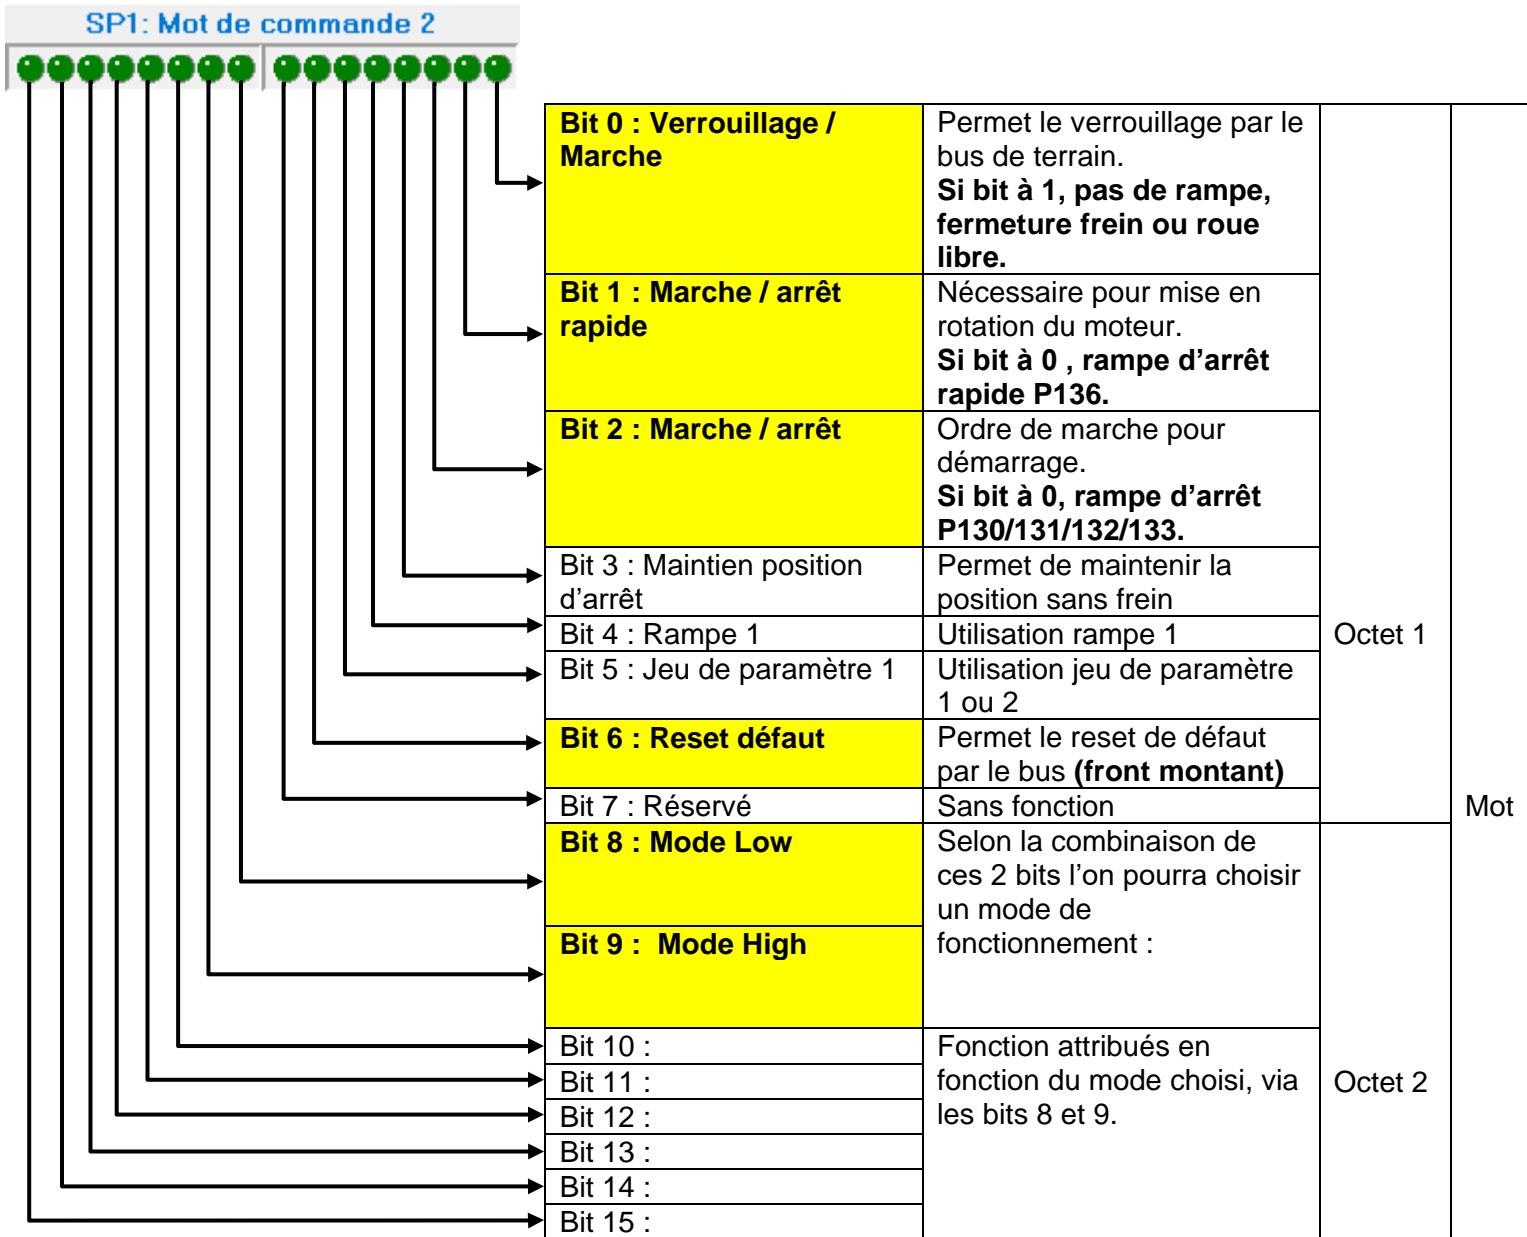 SP1: Mot de commande 2
Bit 0 : Verrouillage /
Marche
Permet le verrouillage par le
bus de terrain.
Si bit à 1, pas de rampe,
fermeture frein ou roue
libre.
Bit 1 : Marche / arrêt
rapide
Nécessaire pour mise en
rotation du moteur.
Si bit à 0 , rampe d’arrêt
rapide P136.
Bit 2 : Marche / arrêt
Ordre de marche pour
démarrage.
Si bit à 0, rampe d’arrêt
P130/131/132/133.
Bit 3 : Maintien position
d’arrêt
Permet de maintenir la
position sans frein
Bit 4 : Rampe 1
Utilisation rampe 1
Octet 1
Bit 5 : Jeu de paramètre 1
Utilisation jeu de paramètre
1 ou 2
Bit 6 : Reset défaut
Permet le reset de défaut
par le bus (front montant)
Bit 7 : Réservé
Sans fonction
Mot
Bit 8 : Mode Low
Selon la combinaison de
ces 2 bits l’on pourra choisir
un mode de
fonctionnement :
Bit 9 : Mode High
Bit 10 :
Fonction attribués en
fonction du mode choisi, via
les bits 8 et 9.
Bit 11 :
Octet 2
Bit 12 :
Bit 13 :
Bit 14 :
Bit 15 :